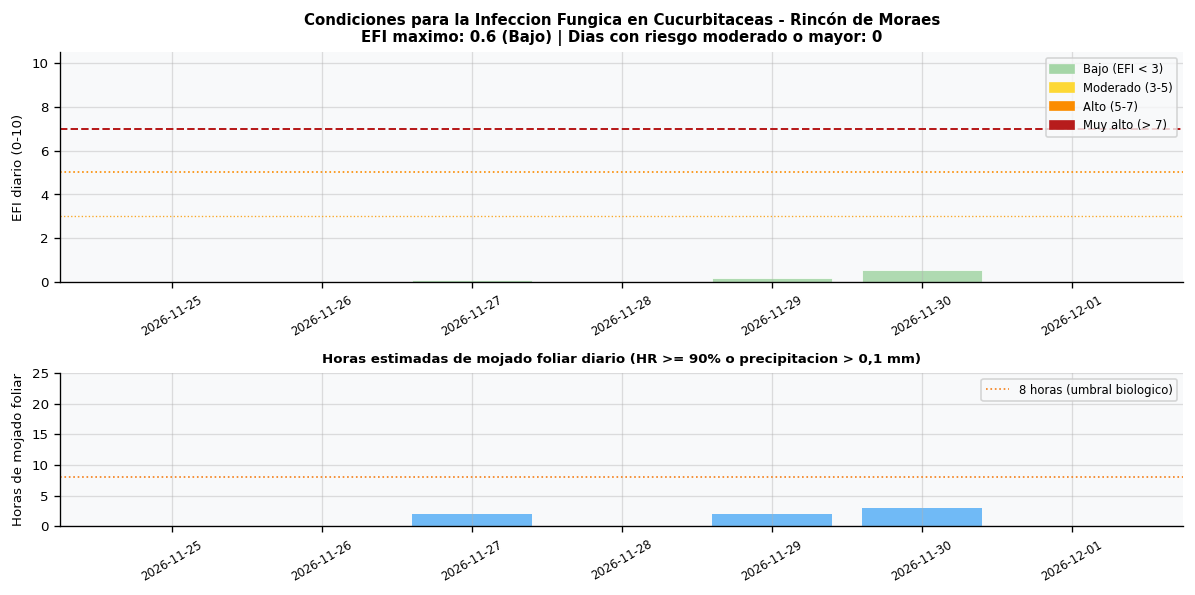 Condiciones para la Infeccion Fungica en Cucurbitaceas - Rincón de Moraes
EFI maximo: 0.6 (Bajo) | Dias con riesgo moderado o mayor: 0
EFI diario (0-10)
10
8
6
4
2
0
Bajo (EFI < 3)
Moderado (3-5)
Alto (5-7)
Muy alto (> 7)
2026-11-25
2026-11-26
2026-11-27
2026-11-28
2026-11-29
2026-11-30
2026-12-01
Horas estimadas de mojado foliar diario (HR >= 90% o precipitacion > 0,1 mm)
Horas de mojado foliar
25
20
15
10
5
0
8 horas (umbral biologico)
2026-11-25
2026-11-26
2026-11-27
2026-11-28
2026-11-29
2026-11-30
2026-12-01